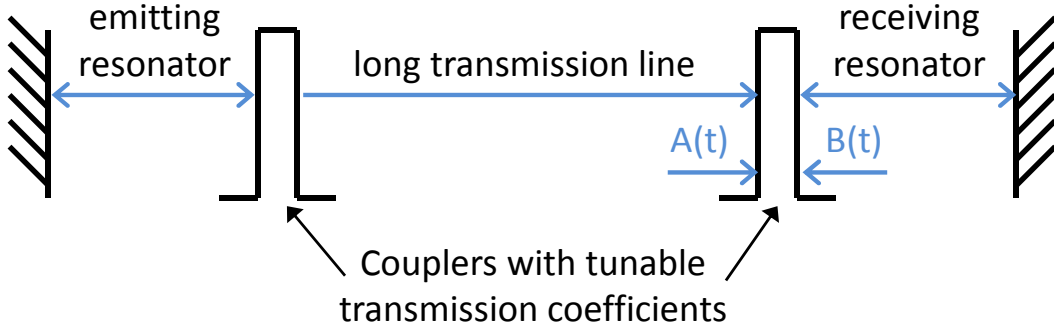 emitting
resonator
long transmission line
receiving
resonator
A(t)
B(t)
Couplers with tunable
transmission coefficients